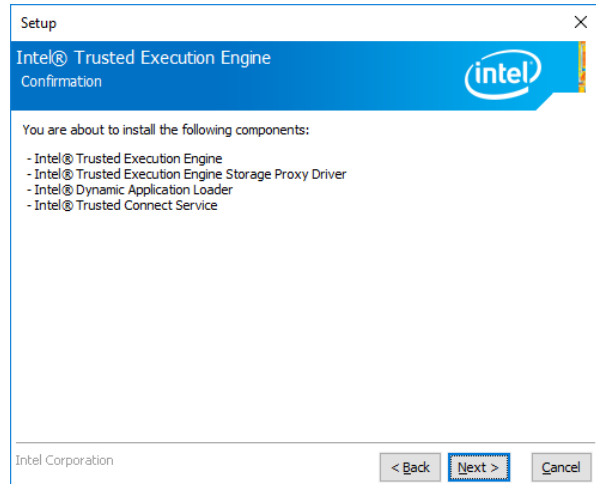 Setup
Intel® Trusted Execution Engine
Confirmation
intel
You are about to install the following components:
- Intel® Trusted Execution Engine
- Intel® Trusted Execution Engine Storage Proxy Driver
- Intel® Dynamic Application Loader
- Intel® Trusted Connect Service
Intel Corporation
< Back Next > Cancel